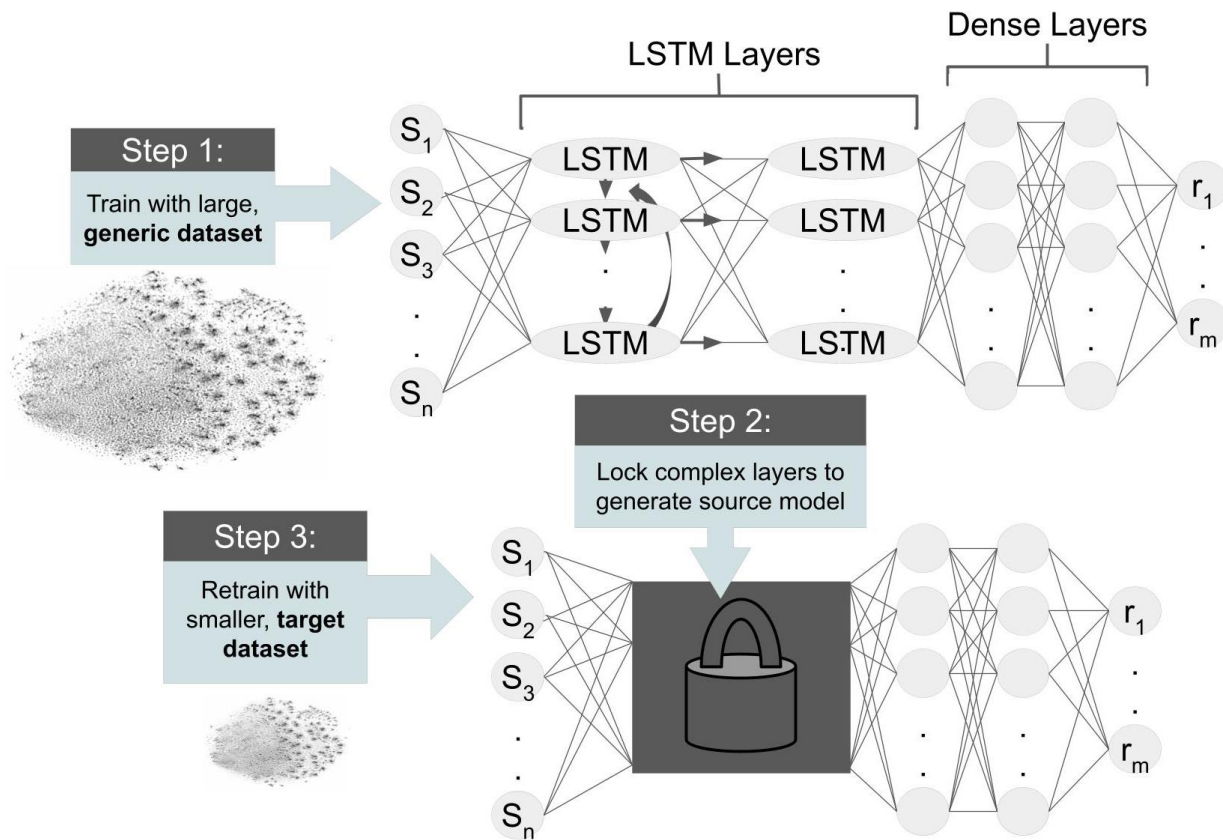 Dense Layers
LSTM Layers
Step 1:
Train with large,
generic dataset
S1
S2
S3
.
.
Sn
LSTM
LSTM
.
.
LSTM
LSTM
LSTM
.
.
LSTM
.
.
.
.
r1
.
.
rm
Step 2:
Lock complex layers to
generate source model
Step 3:
Retrain with
smaller, target
dataset
S1
S2
S3
.
.
Sn
.
.
.
.
r1
.
.
rm